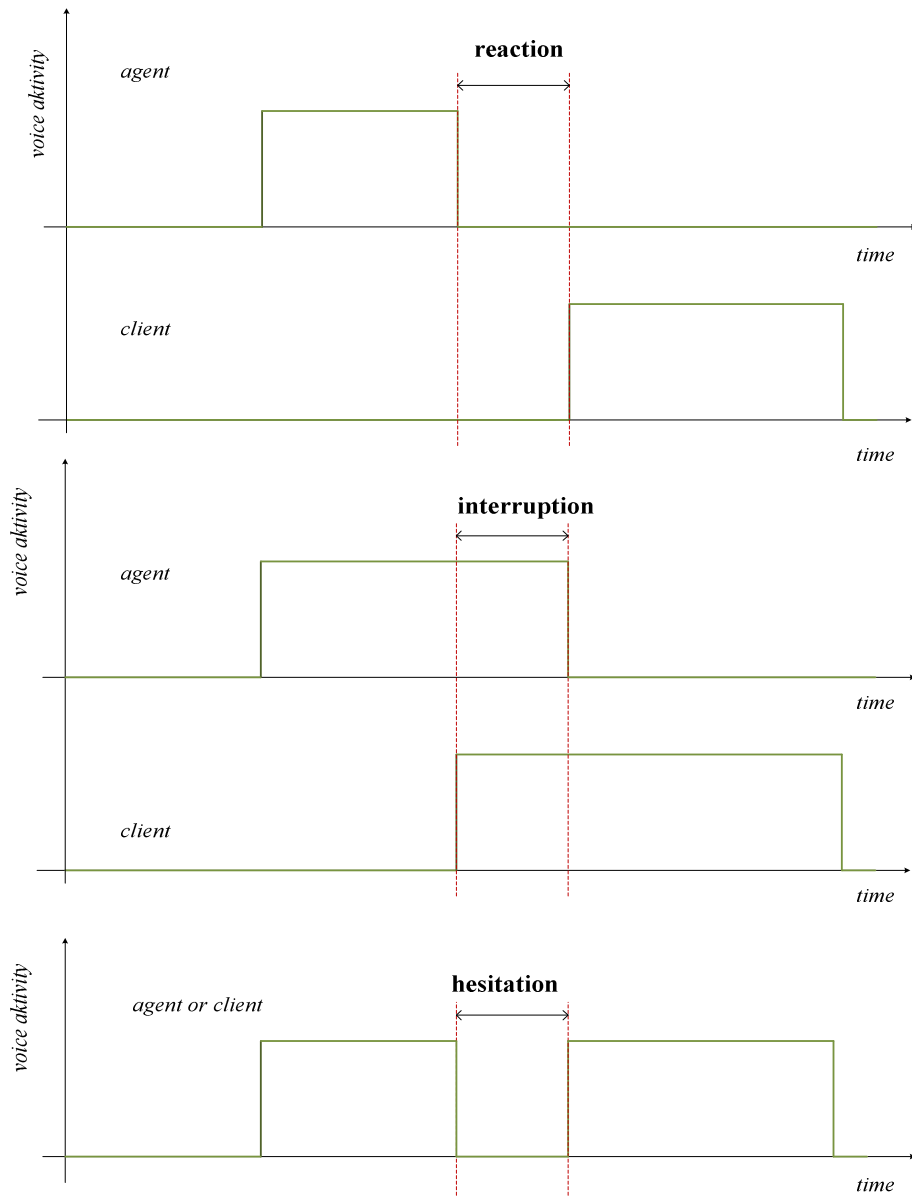 reaction
agent
voice aktivity
time
client
time
interruption
voice aktivity
agent
time
client
time
hesitation
agent or client
voice aktivity
time